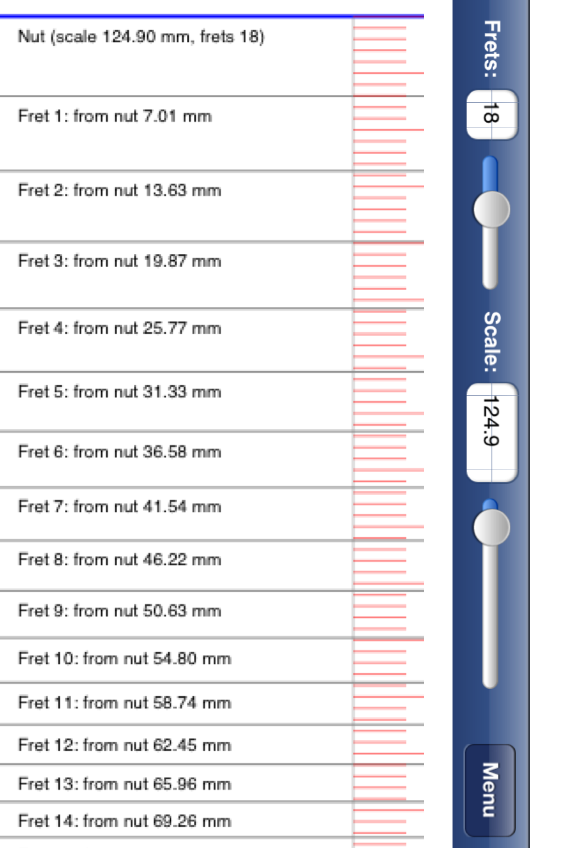 Nut (scale 124.90 mm, frets 18)
Fret 1: from nut 7.01 mm
Fret 2: from nut 13.63 mm
Fret 3: from nut 19.87 mm
Fret 4: from nut 25.77 mm
Fret 5: from nut 31.33 mm
Fret 6: from nut 36.58 mm
Fret 7: from nut 41.54 mm
Fret 8: from nut 46.22 mm
Fret 9: from nut 50.63 mm
Fret 10: from nut 54.80 mm
Fret 11: from nut 58.74 mm
Fret 12: from nut 62.45 mm
Fret 13: from nut 65.96 mm
Fret 14: from nut 69.26 mm
Frets: 18 Scale: 124.9 Menu